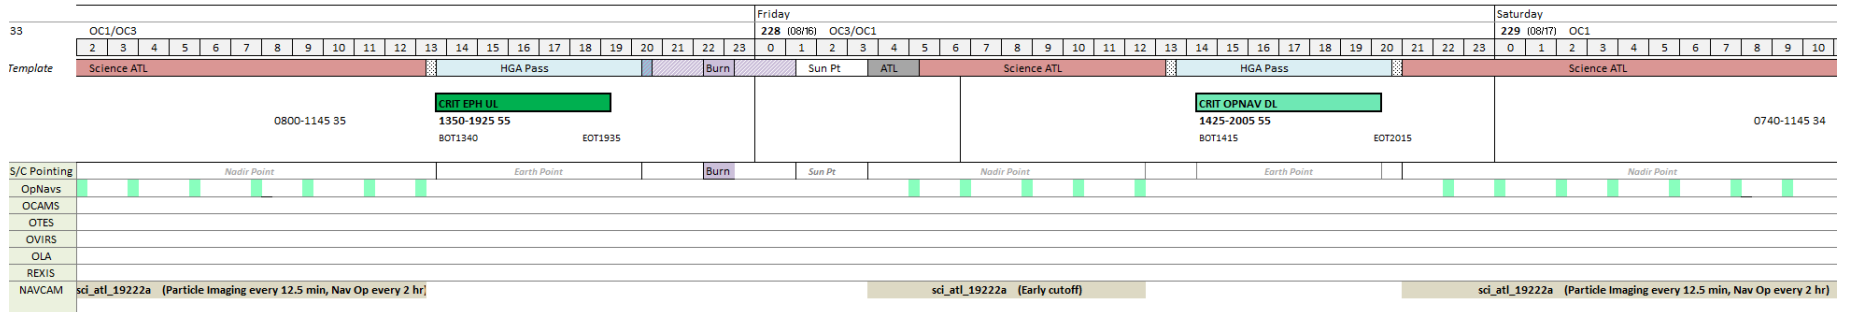 Friday Saturday
33 OC1/OC3 228 (08/16) OC3/OC1 229 (08/17) OC1
2 3 4 5 6 7 8 9 10 11 12 13 14 15 16 17 18 19 20 21 22 23 0 1 2 3 4 5 6 7 8 9 10 11 12 13 14 15 16 17 18 19 20 21 22 23 0 1 2 3 4 5 6 7 8 9 10
Template Science ATL HGA Pass Burn Sun Pt ATL Science ATL HGA Pass Science ATL
CRIT EPH UL CRIT OPNAV DL
0800-1145 35 1350-1925 55 1425-2005 55 0740-1145 34
BOT1340 EOT1935 BOT1415 EOT2015
S/C Pointing Nadir Point Earth Point Burn Sun Pt Nadir Point Earth Point Nadir Point
OpNavs
OCAMS
OTES
OVIRS
OLA
REXIS
NAVCAM sci_atl_19222a (Particle Imaging every 12.5 min, Nav Op every 2 hr) sci_atl_19222a (Early cutoff) sci_atl_19222a (Particle Imaging every 12.5 min, Nav Op every 2 hr)